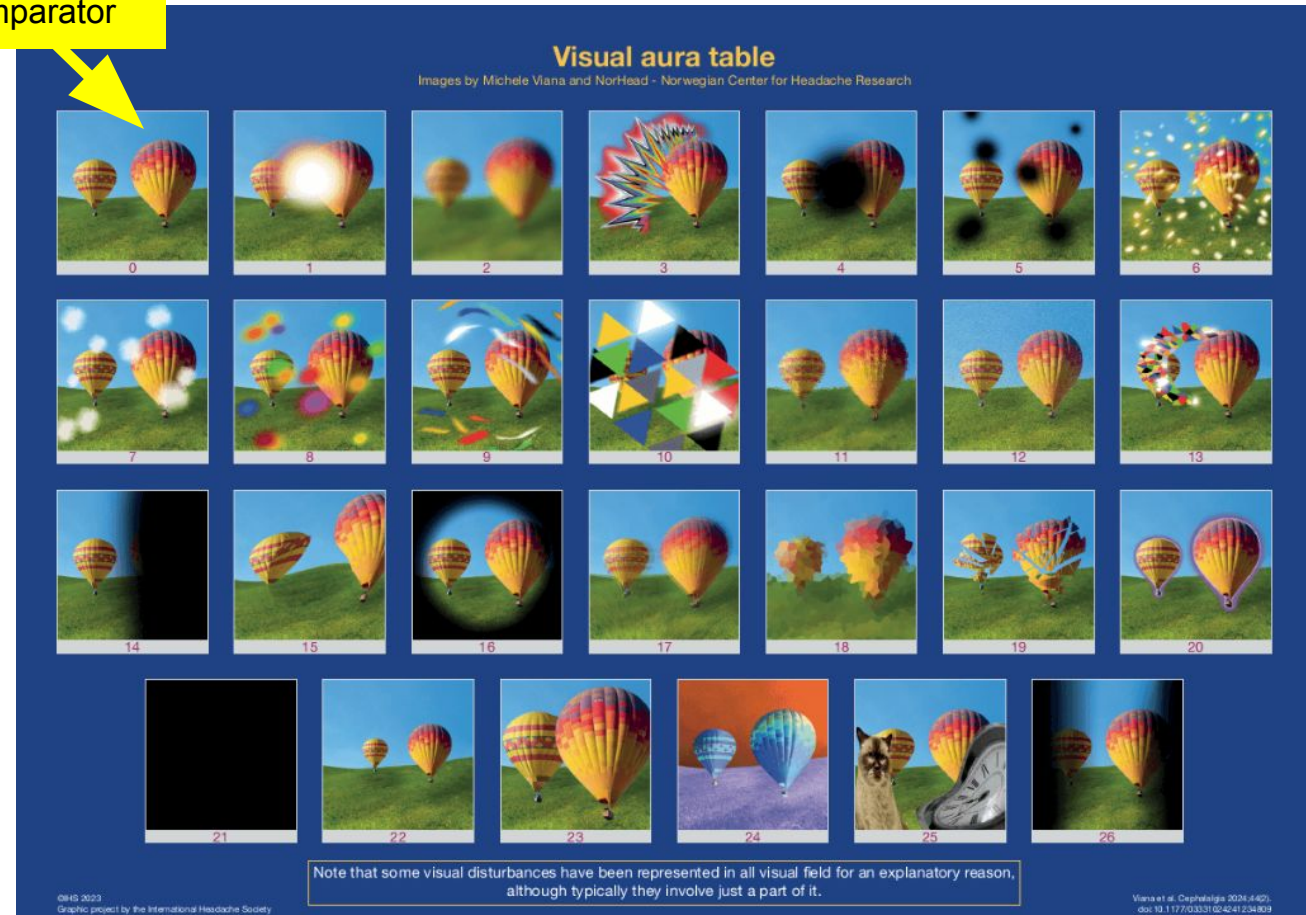 mparator
Visual aura table
Images by Michele Viana and NorHead - Norwegian Center for Headache Research
0 1 2 3 4 5 6
7 8 9 10 11 12 13
14 15 16 17 18 19 20
21 22 23 24 25 26
Note that some visual disturbances have been represented in all visual field for an explanatory reason,
although typically they involve just a part of it.
©IHS 2023
Graphic project by the International Headache Society
Viana et al. Cephalalgia 2024;44(2).
doi: 10.1177/03331024241234809